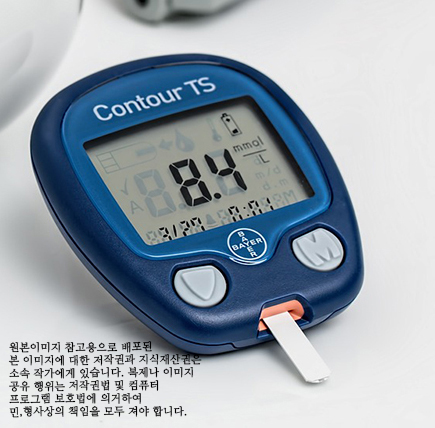 Contour TS
8.4
mmol
/L
BAYER
BAYER
M
원본이미지 참고용으로 배포된
본 이미지에 대한 저작권과 지식재산권은
소속 작가에게 있습니다. 복제나 이미지
공유 행위는 저작권법 및 컴퓨터
프로그램 보호법에 의거하여
민,형사상의 책임을 모두 져야 합니다.